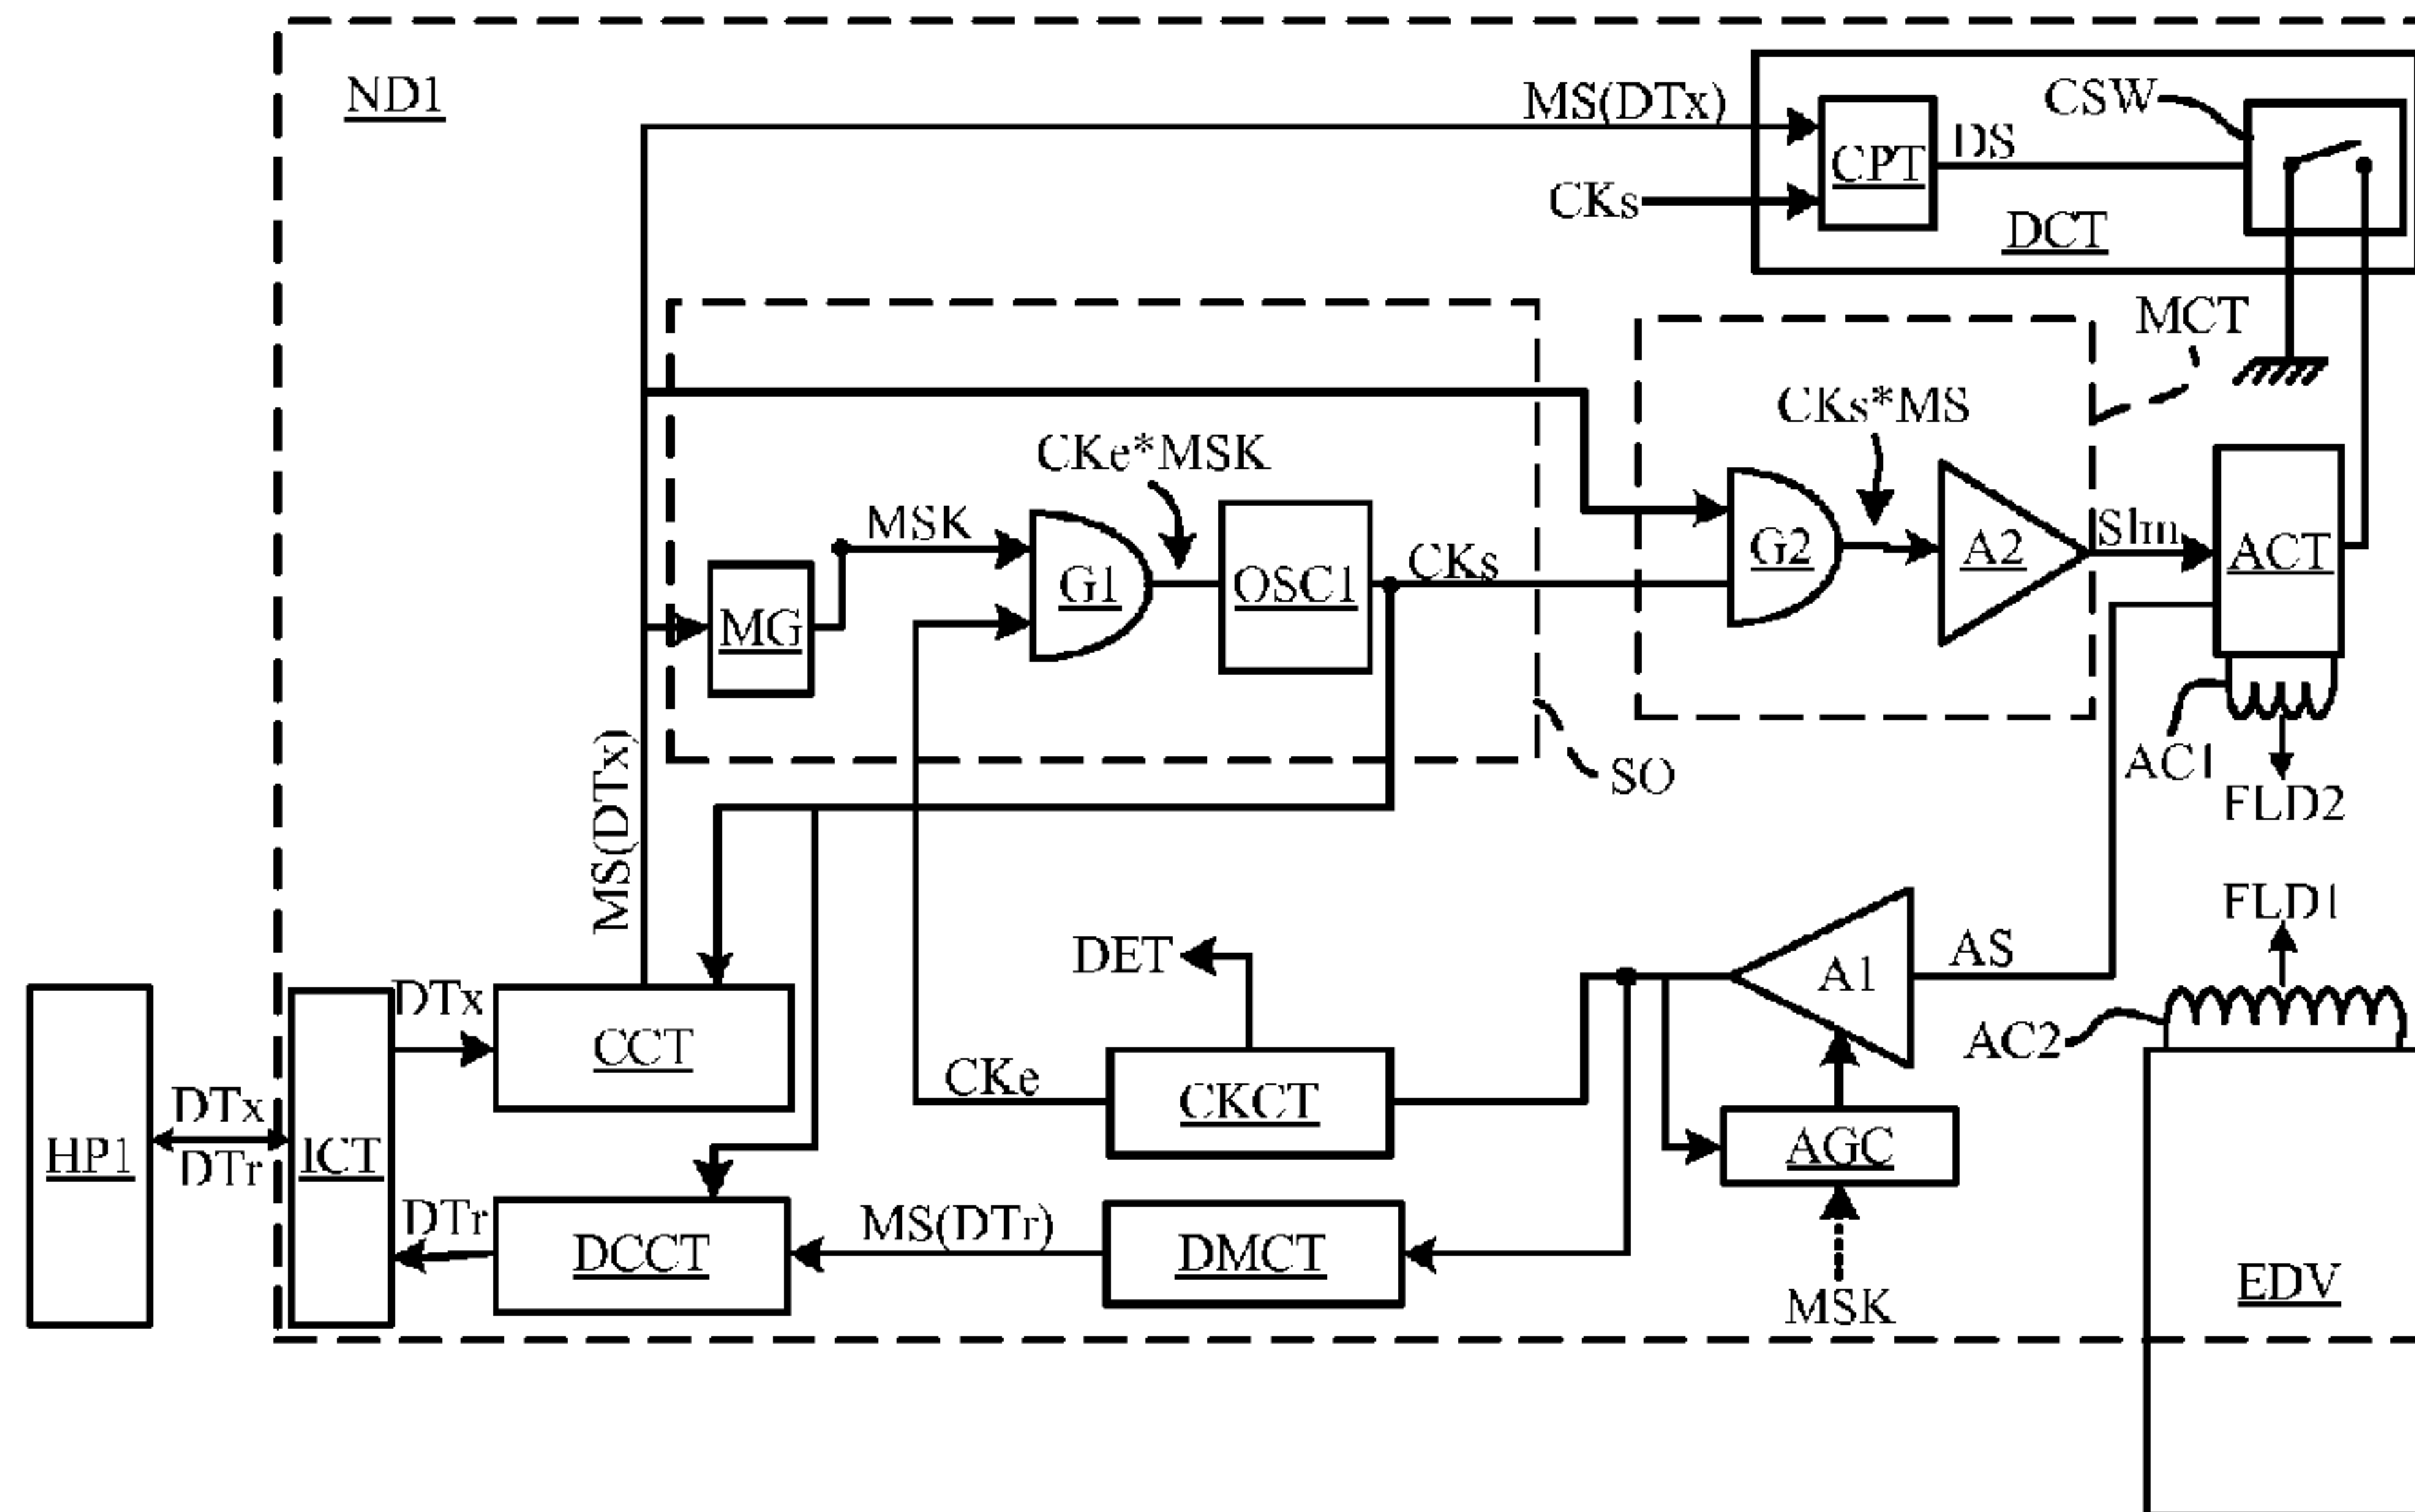 ND1
MS(DTx)
CKs
CPT
DS
CSW
DCT
MCT
CKe*MSK
CKs*MS
MSK
MG
G1
OSC1
CKs
G2
A2
SIm
ACT
AC1
FLD2
SO
MS(DTx)
FLD1
DET
A1
AS
AC2
DTx
CCT
CKe
CKCT
AGC
HP1
DTx
DTr
ICT
DTr
DCCT
MS(DTr)
DMCT
MSK
EDV